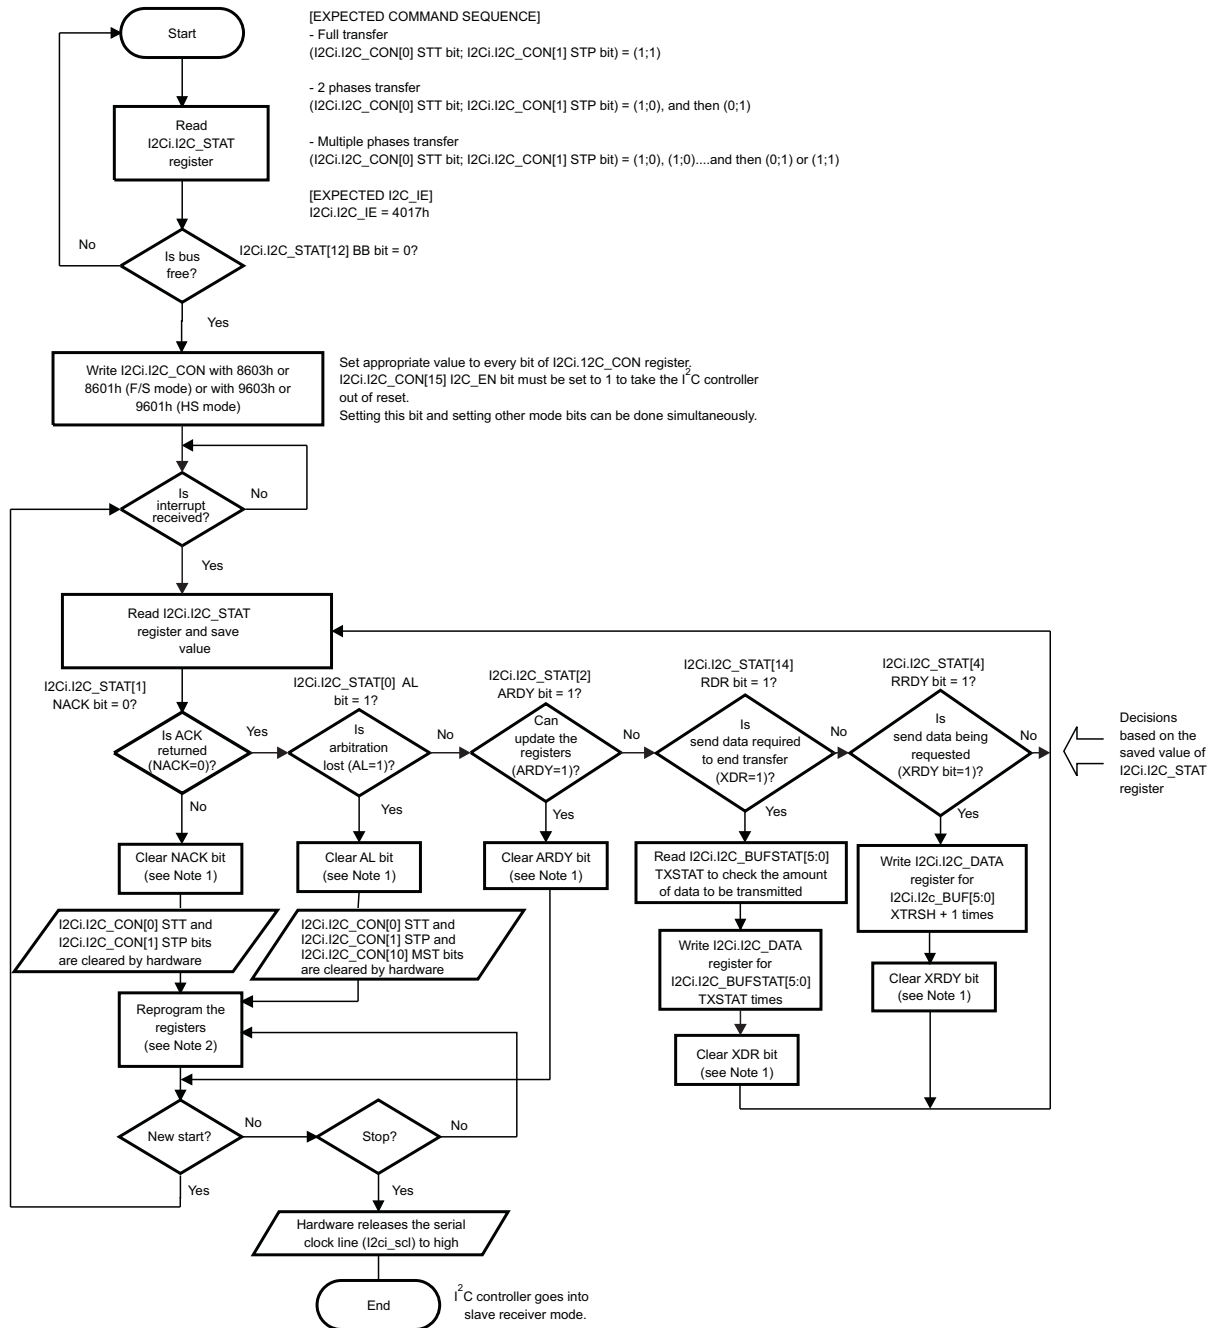 Start
[EXPECTED COMMAND SEQUENCE]
- Full transfer
(I2Ci.I2C_CON[0] STT bit; I2Ci.I2C_CON[1] STP bit) = (1;1)
- 2 phases transfer
(I2Ci.I2C_CON[0] STT bit; I2Ci.I2C_CON[1] STP bit) = (1;0), and then (0;1)
- Multiple phases transfer
(I2Ci.I2C_CON[0] STT bit; I2Ci.I2C_CON[1] STP bit) = (1;0), (1;0)....and then (0;1) or (1;1)
[EXPECTED I2C_IE]
I2Ci.I2C_IE = 4017h
Read
I2Ci.I2C_STAT
register
No
Is bus
free?
I2Ci.I2C_STAT[12] BB bit = 0?
Yes
Write I2Ci.I2C_CON with 8603h or
8601h (F/S mode) or with 9603h or
9601h (HS mode)
Set appropriate value to every bit of I2Ci.12C_CON register.
I2Ci.I2C_CON[15] I2C_EN bit must be set to 1 to take the I2C controller
out of reset.
Setting this bit and setting other mode bits can be done simultaneously.
Is
interrupt
received?
No
Yes
Read I2Ci.I2C_STAT
register and save
value
I2Ci.I2C_STAT[1]
NACK bit = 0?
Is ACK
returned
(NACK=0)?
Yes
No
I2Ci.I2C_STAT[0] AL
bit = 1?
Is
arbitration
lost (AL=1)?
No
Yes
I2Ci.I2C_STAT[2]
ARDY bit = 1?
Can
update the
registers
(ARDY=1)?
No
Yes
I2Ci.I2C_STAT[14]
RDR bit = 1?
Is
send data required
to end transfer
(XDR=1)?
No
Yes
I2Ci.I2C_STAT[4]
RRDY bit = 1?
Is
send data being
requested
(XRDY bit=1)?
No
Yes
Decisions
based on the
saved value of
I2Ci.I2C_STAT
register
Clear NACK bit
(see Note 1)
Clear AL bit
(see Note 1)
Clear ARDY bit
(see Note 1)
Read I2Ci.I2C_BUFSTAT[5:0]
TXSTAT to check the amount
of data to be transmitted
Write I2Ci.I2C_DATA
register for
I2Ci.I2c_BUF[5:0]
XTRSH + 1 times
I2Ci.I2C_CON[0] STT and
I2Ci.I2C_CON[1] STP bits
are cleared by hardware
I2Ci.I2C_CON[0] STT and
I2Ci.I2C_CON[1] STP and
I2Ci.I2C_CON[10] MST bits
are cleared by hardware
Write I2Ci.I2C_DATA
register for
I2Ci.I2C_BUFSTAT[5:0]
TXSTAT times
Clear XRDY bit
(see Note 1)
Reprogram the
registers
(see Note 2)
Clear XDR bit
(see Note 1)
New start?
No
Yes
Stop?
No
Yes
Hardware releases the serial
clock line (I2ci_scl) to high
End
I2C controller goes into
slave receiver mode.